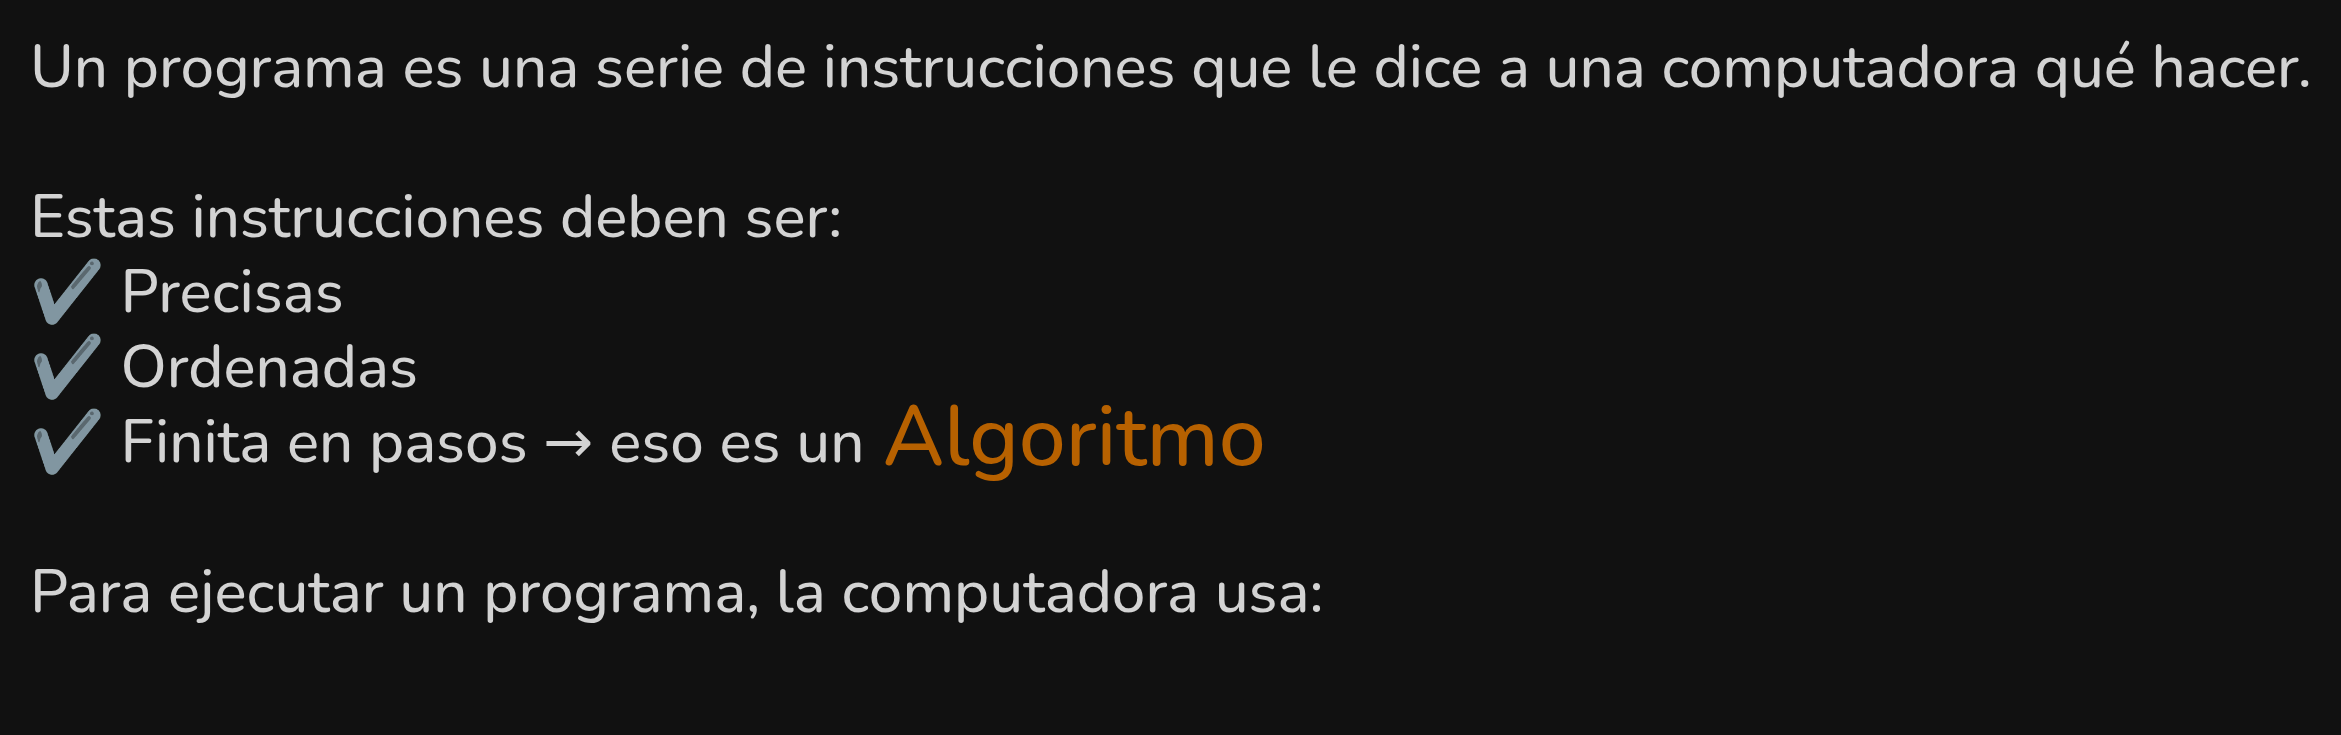 Un programa es una serie de instrucciones que le dice a una computadora qué hacer.
Estas instrucciones deben ser:
✔ Precisas
✔ Ordenadas
✔ Finita en pasos → eso es un Algoritmo
Para ejecutar un programa, la computadora usa: